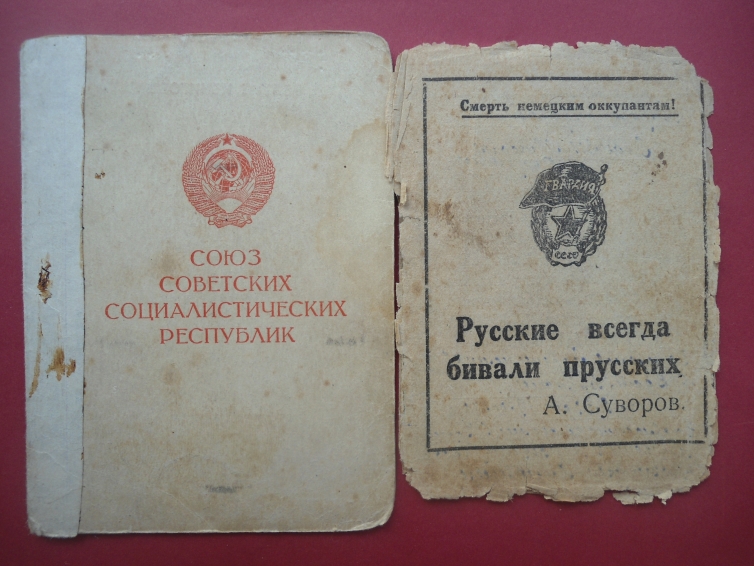 СОЮЗ
СОВЕТСКИХ
СОЦИАЛИСТИЧЕСКИХ
РЕСПУБЛИК
Смерть немецким оккупантам!
ГВАРДИЯ
СССР
Русские всегда
бивали прусских
А. Суворов.